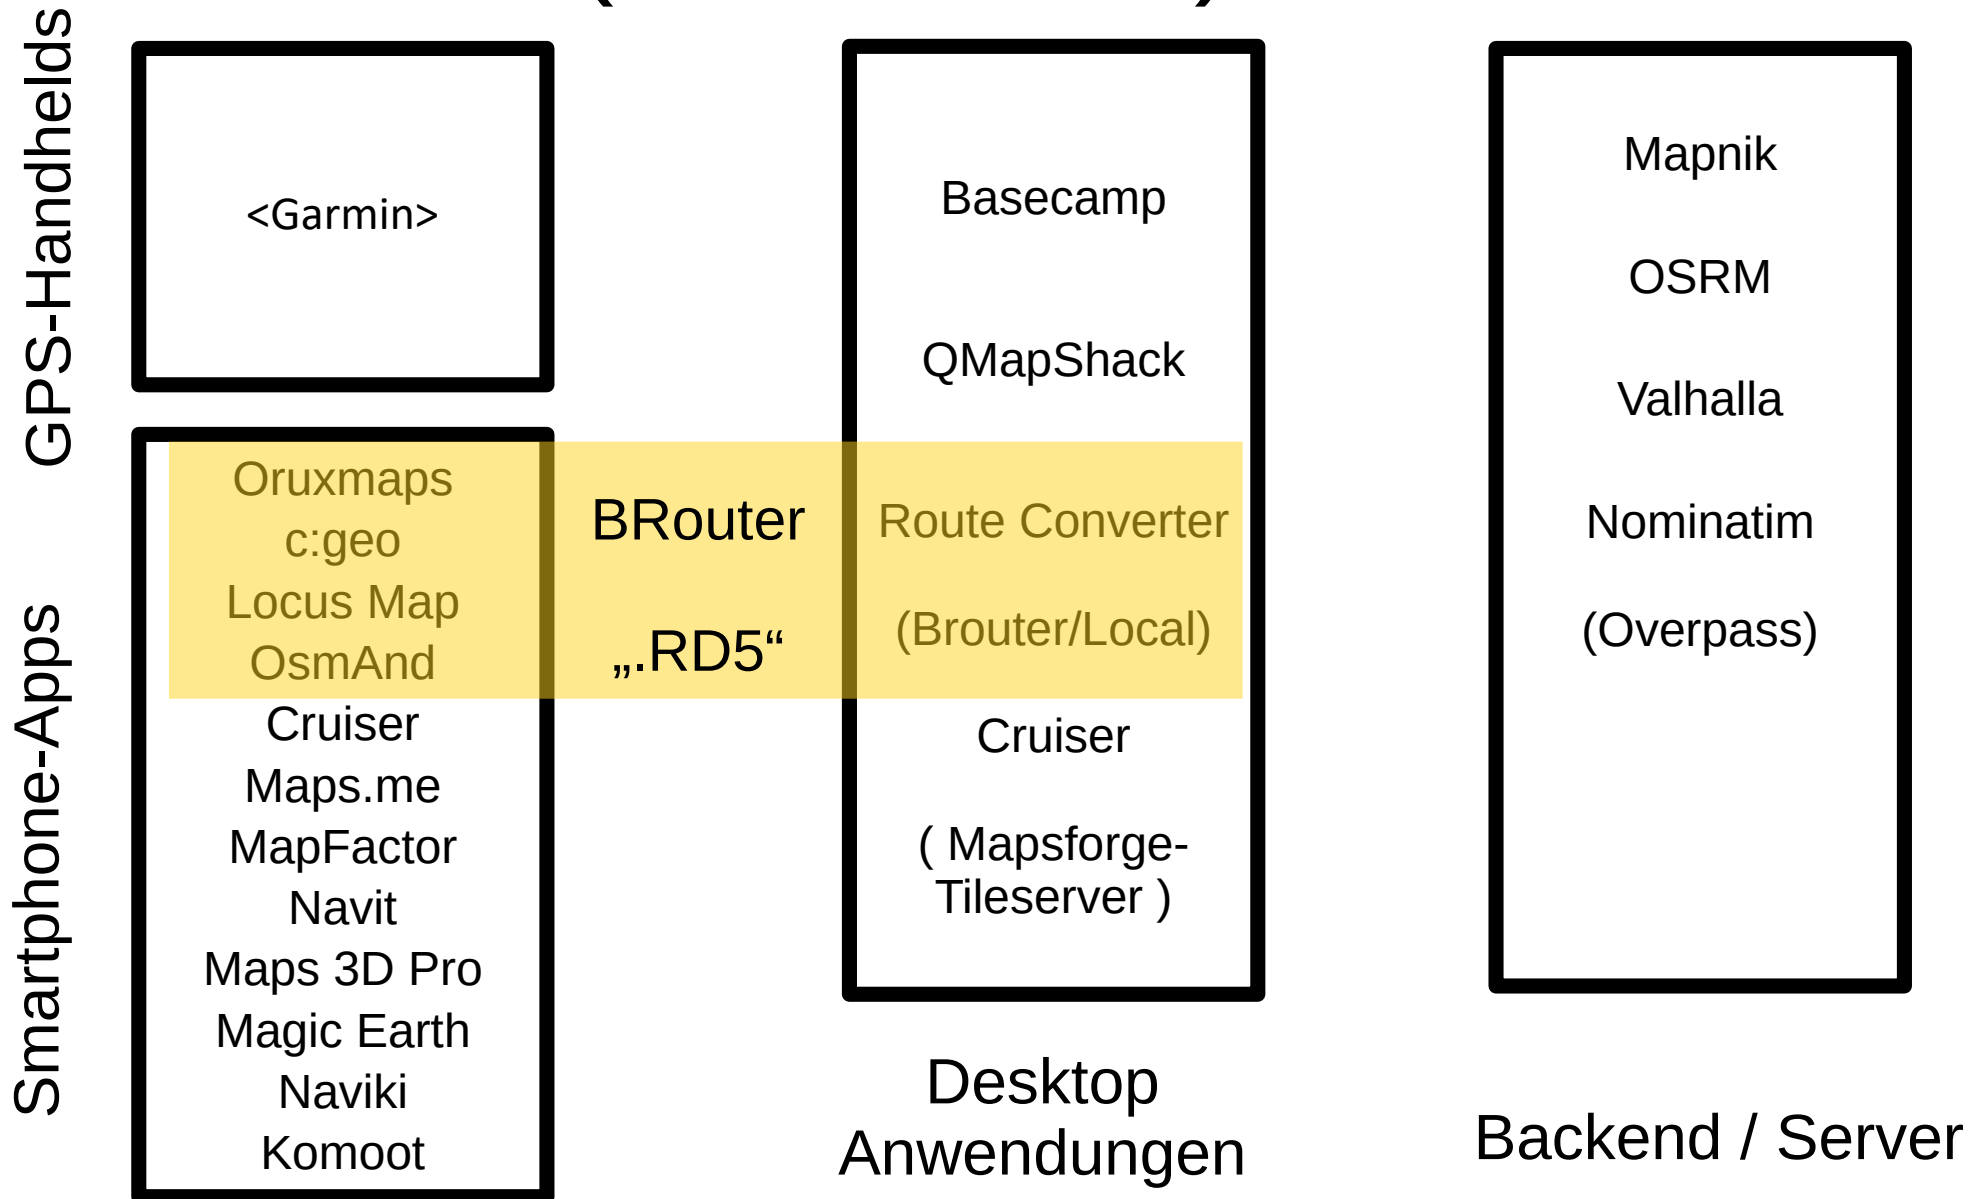 GPS-Handhelds
<Garmin>
Smartphone-Apps
Oruxmaps
c:geo
Locus Map
OsmAnd
Cruiser
Maps.me
MapFactor
Navit
Maps 3D Pro
Magic Earth
Naviki
Komoot
BRouter
„.RD5“
Basecamp
QMapShack
Route Converter
(Brouter/Local)
Cruiser
( Mapsforge-
Tileserver )
Desktop
Anwendungen
Mapnik
OSRM
Valhalla
Nominatim
(Overpass)
Backend / Server